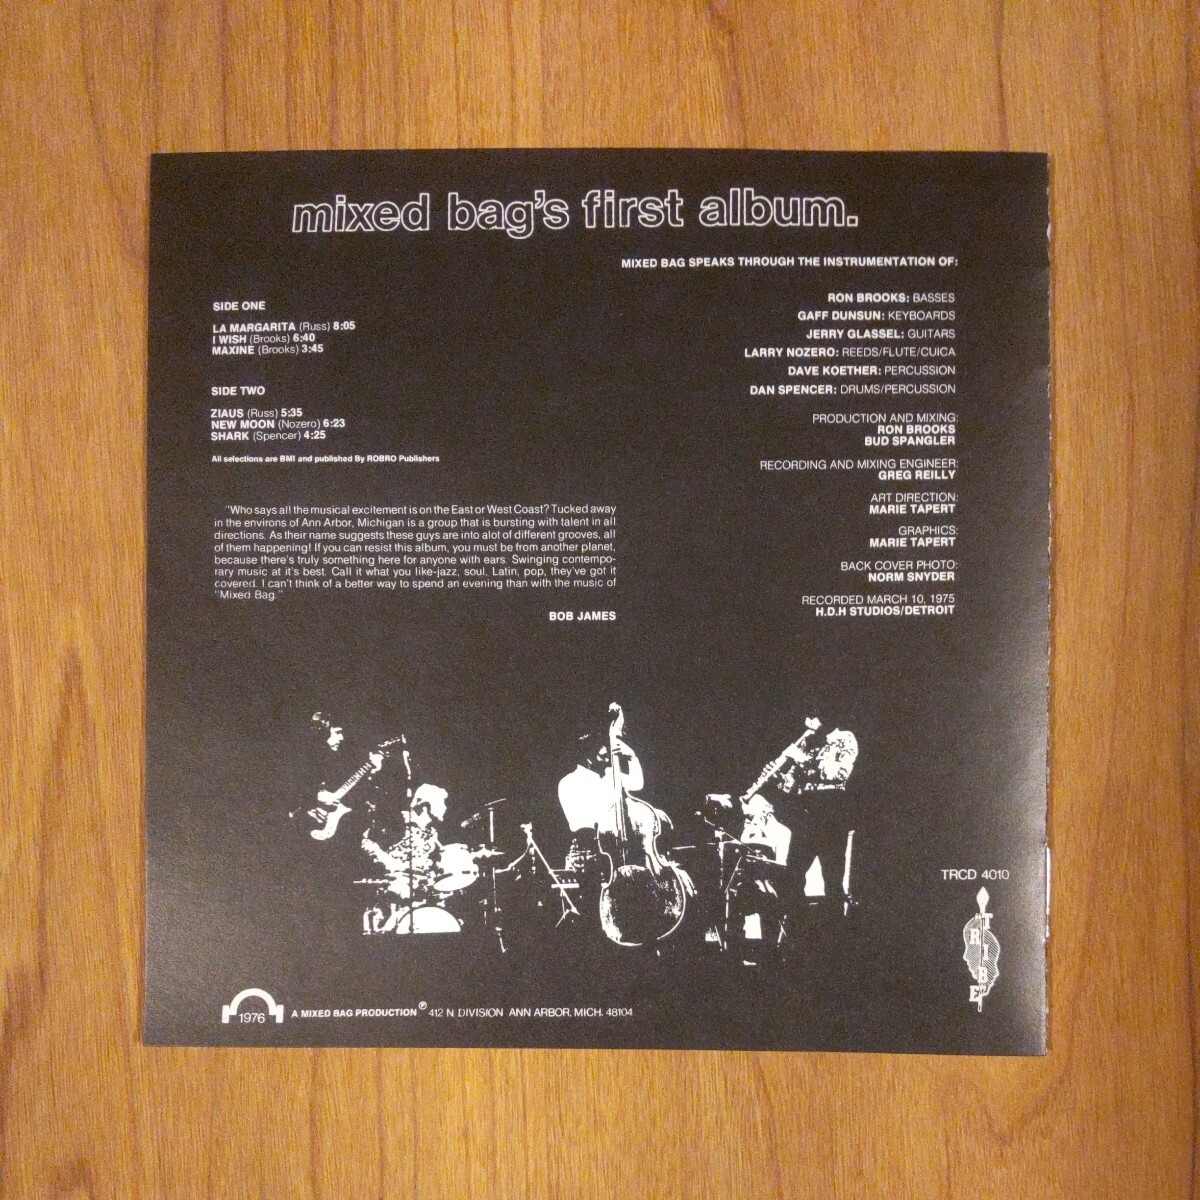 mixed bag's first album.
MIXED BAG SPEAKS THROUGH THE INSTRUMENTATION OF:
SIDE ONE
LA MARGARITA (Russ) 8:05
I WISH (Brooks) 6:40
MAXINE (Brooks) 3:45
SIDE TWO
ZIAUS (Russ) 5:35
NEW MOON (Nozero) 6:23
SHARK (Spencer) 4:25
All selections are BMI and published By ROBRO Publishers
"Who says all the musical excitement is on the East or West Coast? Tucked away
in the environs of Ann Arbor, Michigan is a group that is bursting with talent in all
directions. As their name suggests these guys are into alot of different grooves, all
of them happening! If you can resist this album, you must be from another planet,
because there's truly something here for anyone with ears. Swinging contempo-
rary music at it's best. Call it what you like-jazz, soul, Latin, pop, they've got it
covered. I can't think of a better way to spend an evening than with the music of
"Mixed Bag."
BOB JAMES
RON BROOKS: BASSES
GAFF DUNSUN: KEYBOARDS
JERRY GLASSEL: GUITARS
LARRY NOZERO: REEDS/FLUTE/CUICA
DAVE KOETHER: PERCUSSION
DAN SPENCER: DRUMS/PERCUSSION
PRODUCTION AND MIXING:
RON BROOKS
BUD SPANGLER
RECORDING AND MIXING ENGINEER:
GREG REILLY
ART DIRECTION:
MARIE TAPERT
GRAPHICS:
MARIE TAPERT
BACK COVER PHOTO:
NORM SNYDER
RECORDED MARCH 10, 1975
H.D.H STUDIOS/DETROIT
TRCD 4010
TRIBE
1976 A MIXED BAG PRODUCTION ℗ 412 N. DIVISION ANN ARBOR, MICH. 48104